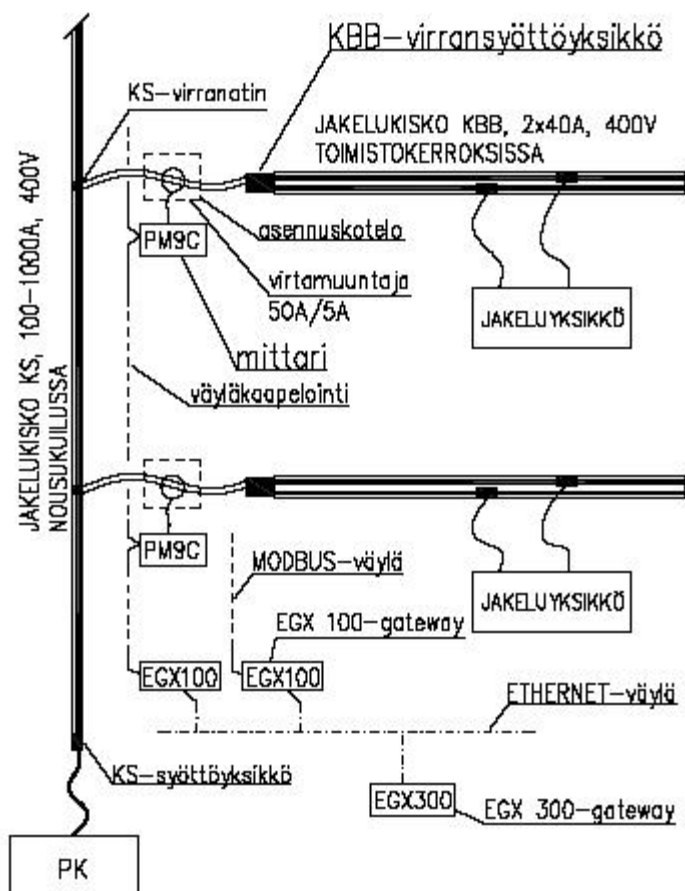 KBB-virransyöttöyksikkö
KS-virranotin
JAKELUKISKO KBB, 2x40A, 400V
TOIMISTOKERROKSISSA
JAKELUKISKO KS, 100-1000A, 400V
NOUSUKUILUSSA
PM9C
asennuskotelo
virtamuuntaja
50A/5A
mittari
väyläkaapelointi
JAKELUYKSIKKÖ
PM9C
MODBUS-väylä
JAKELUYKSIKKÖ
EGX 100-gateway
EGX100
EGX100
ETHERNET-väylä
KS-syöttöyksikkö
EGX300
EGX 300-gateway
PK